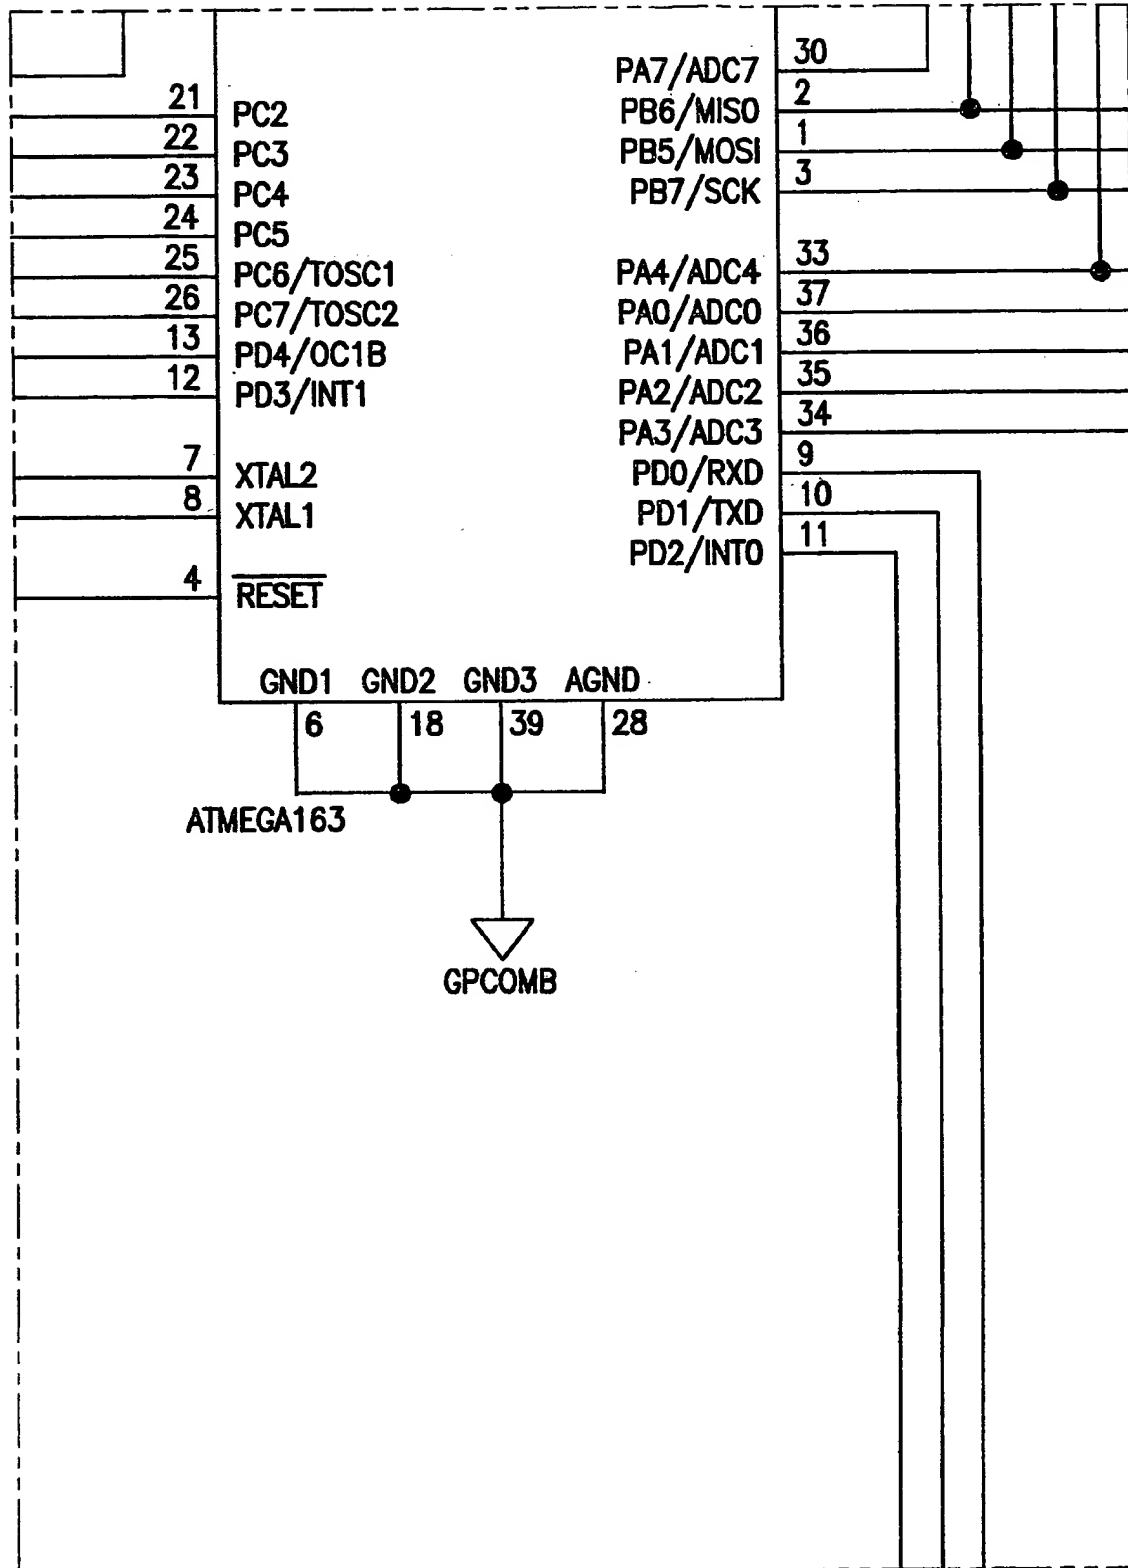 30
PA7/ADC7
21
PC2
2
PB6/MISO
22
PC3
1
PB5/MOSI
23
PC4
3
PB7/SCK
24
PC5
25
PC6/TOSC1
33
PA4/ADC4
26
PC7/TOSC2
37
PA0/ADC0
13
PD4/OC1B
36
PA1/ADC1
12
PD3/INT1
35
PA2/ADC2
34
PA3/ADC3
7
XTAL2
9
PD0/RXD
8
XTAL1
10
PD1/TXD
11
PD2/INT0
4
RESET
GND1 GND2 GND3 AGND
6 18 39 28
ATMEGA163
GPCOMB